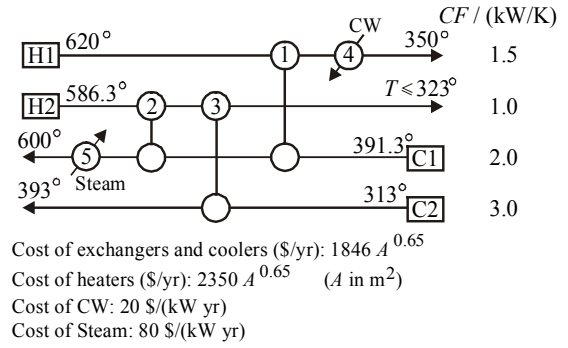 CF / (kW/K)
H1 620° 1 CW 4 350° 1.5
H2 586.3° 2 3 T ⩽ 323° 1.0
600° 5 Steam 391.3° C1 2.0
393° 313° C2 3.0
Cost of exchangers and coolers ($/yr): 1846 A^0.65
Cost of heaters ($/yr): 2350 A^0.65 (A in m²)
Cost of CW: 20 $/(kW yr)
Cost of Steam: 80 $/(kW yr)